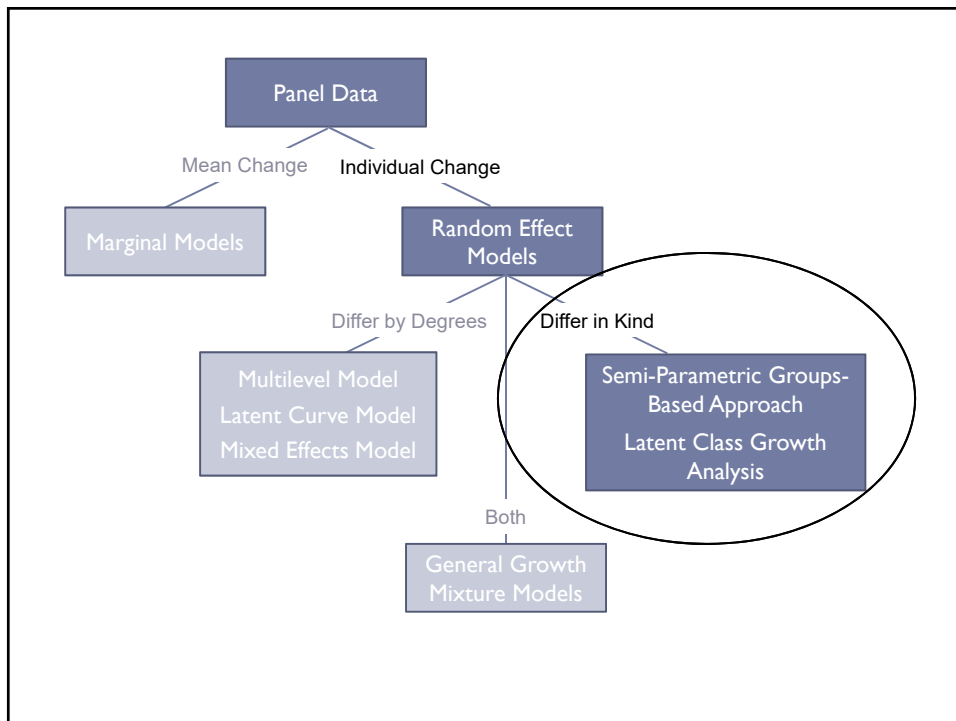 Panel Data
Mean Change
Individual Change
Marginal Models
Random Effect
Models
Differ by Degrees
Differ in Kind
Multilevel Model
Latent Curve Model
Mixed Effects Model
Semi-Parametric Groups-
Based Approach
Latent Class Growth
Analysis
Both
General Growth
Mixture Models